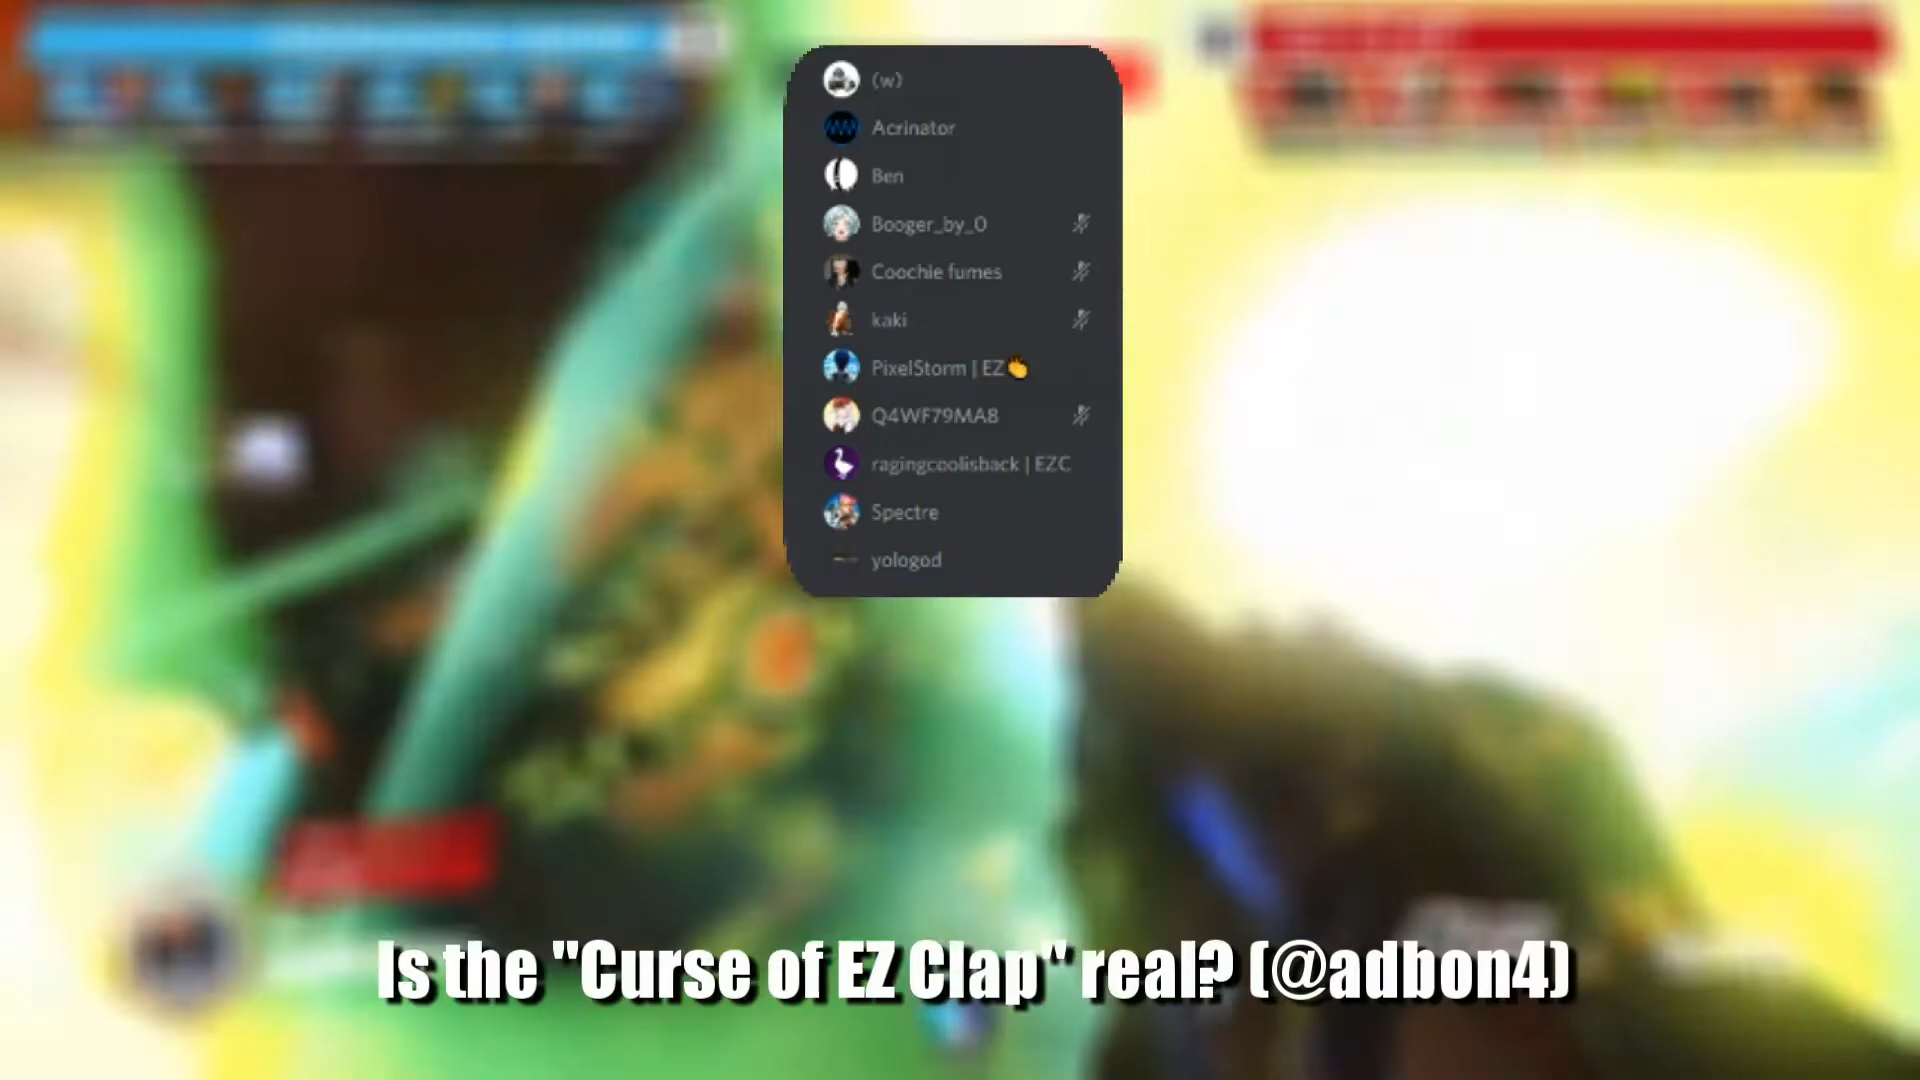 (w)
Acrinator
Ben
Booger_by_O
Coochie fumes
kaki
PixelStorm | EZ👏
Q4WF79MA8
ragingcoolisback | EZC
Spectre
yologod
Is the "Curse of EZ Clap" real? (@adbon4)